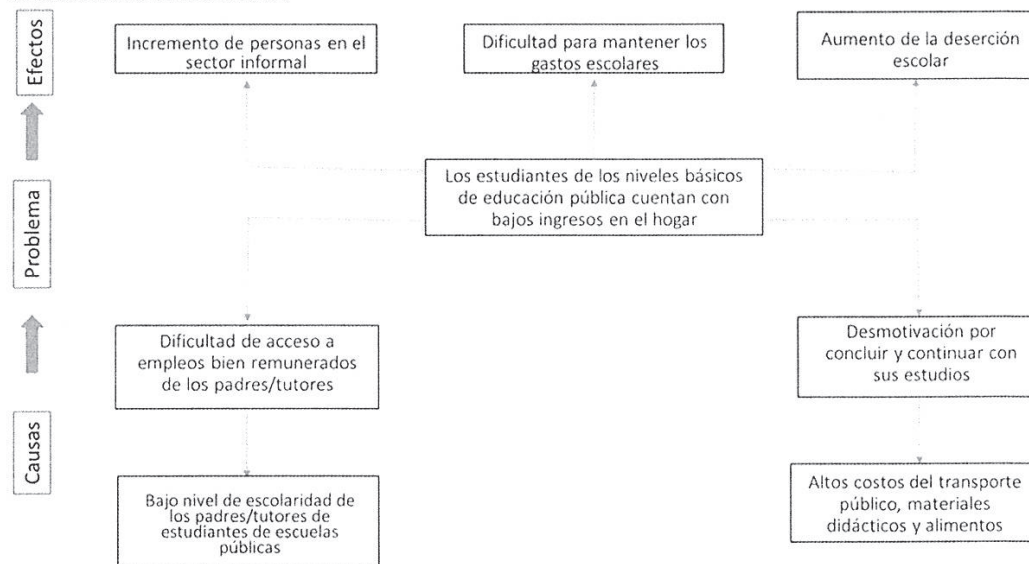 Efectos
Incremento de personas en el
sector informal
Dificultad para mantener los
gastos escolares
Aumento de la deserción
escolar
Problema
Los estudiantes de los niveles básicos
de educación pública cuentan con
bajos ingresos en el hogar
Causas
Dificultad de acceso a
empleos bien remunerados
de los padres/tutores
Desmotivación por
concluir y continuar con
sus estudios
Bajo nivel de escolaridad de
los padres/tutores de
estudiantes de escuelas
públicas
Altos costos del transporte
público, materiales
didácticos y alimentos